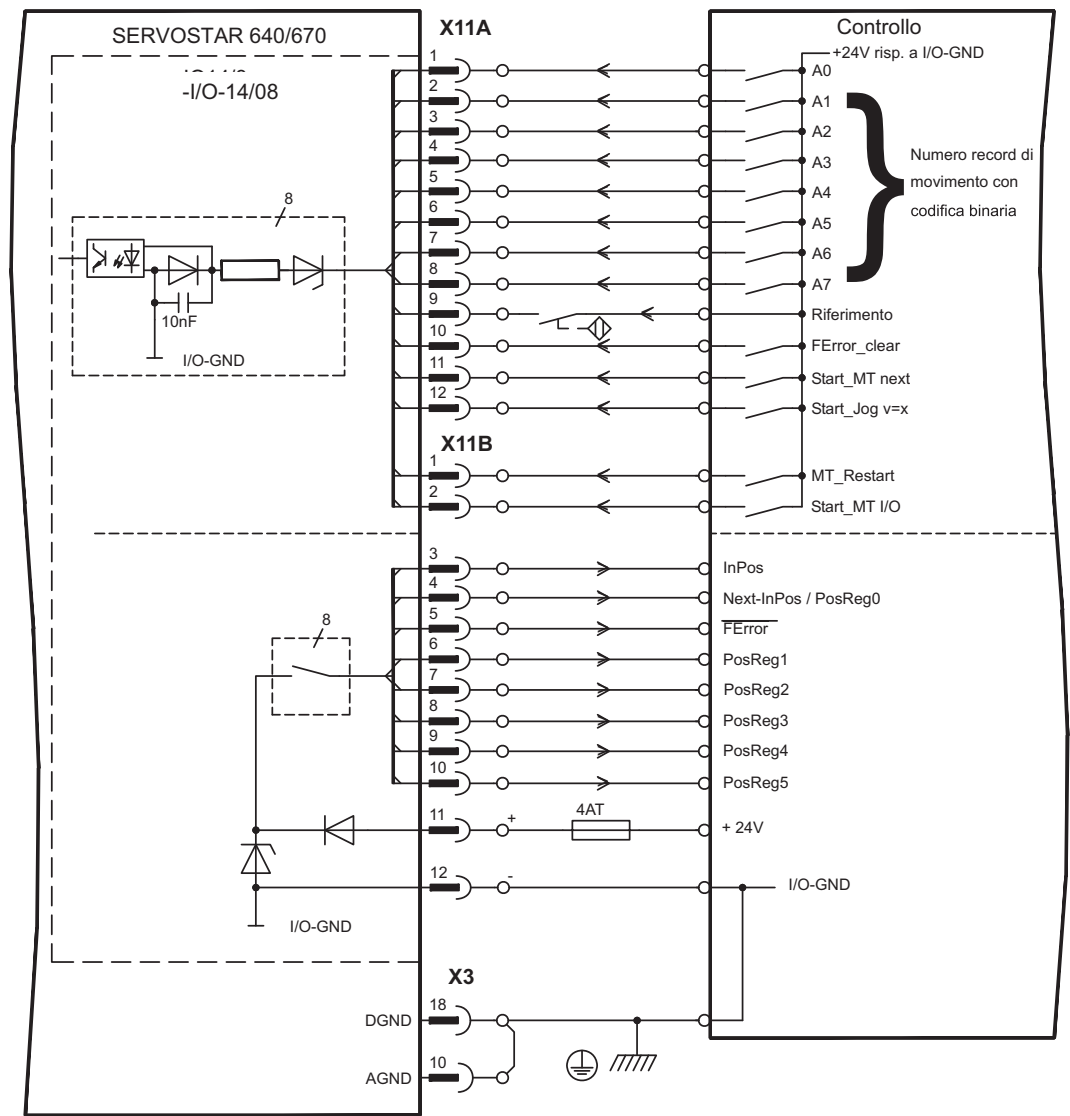 SERVOSTAR 640/670
X11A
Controllo
-I/O-14/08
+24V risp. a I/O-GND
1
A0
2
A1
3
A2
4
A3
5
A4
6
A5
7
A6
8
A7
Numero record di
movimento con
codifica binaria
8
10nF
I/O-GND
9
Riferimento
10
FError_clear
11
Start_MT next
12
Start_Jog v=x
X11B
1
MT_Restart
2
Start_MT I/O
3
InPos
4
Next-InPos / PosReg0
5
FError
8
6
PosReg1
7
PosReg2
8
PosReg3
9
PosReg4
10
PosReg5
11
+
4AT
+ 24V
12
-
I/O-GND
I/O-GND
X3
DGND
18
AGND
10